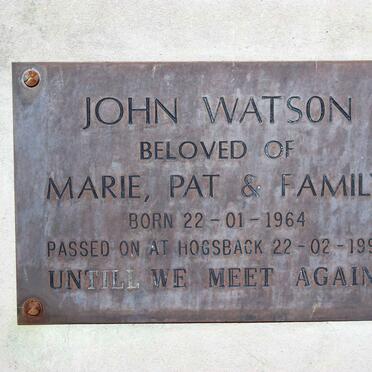 JOHN WATSON
BELOVED OF
MARIE, PAT & FAMILY
BORN 22-01-1964
PASSED ON AT HOGSBACK 22-02-199
UNTILL WE MEET AGAIN